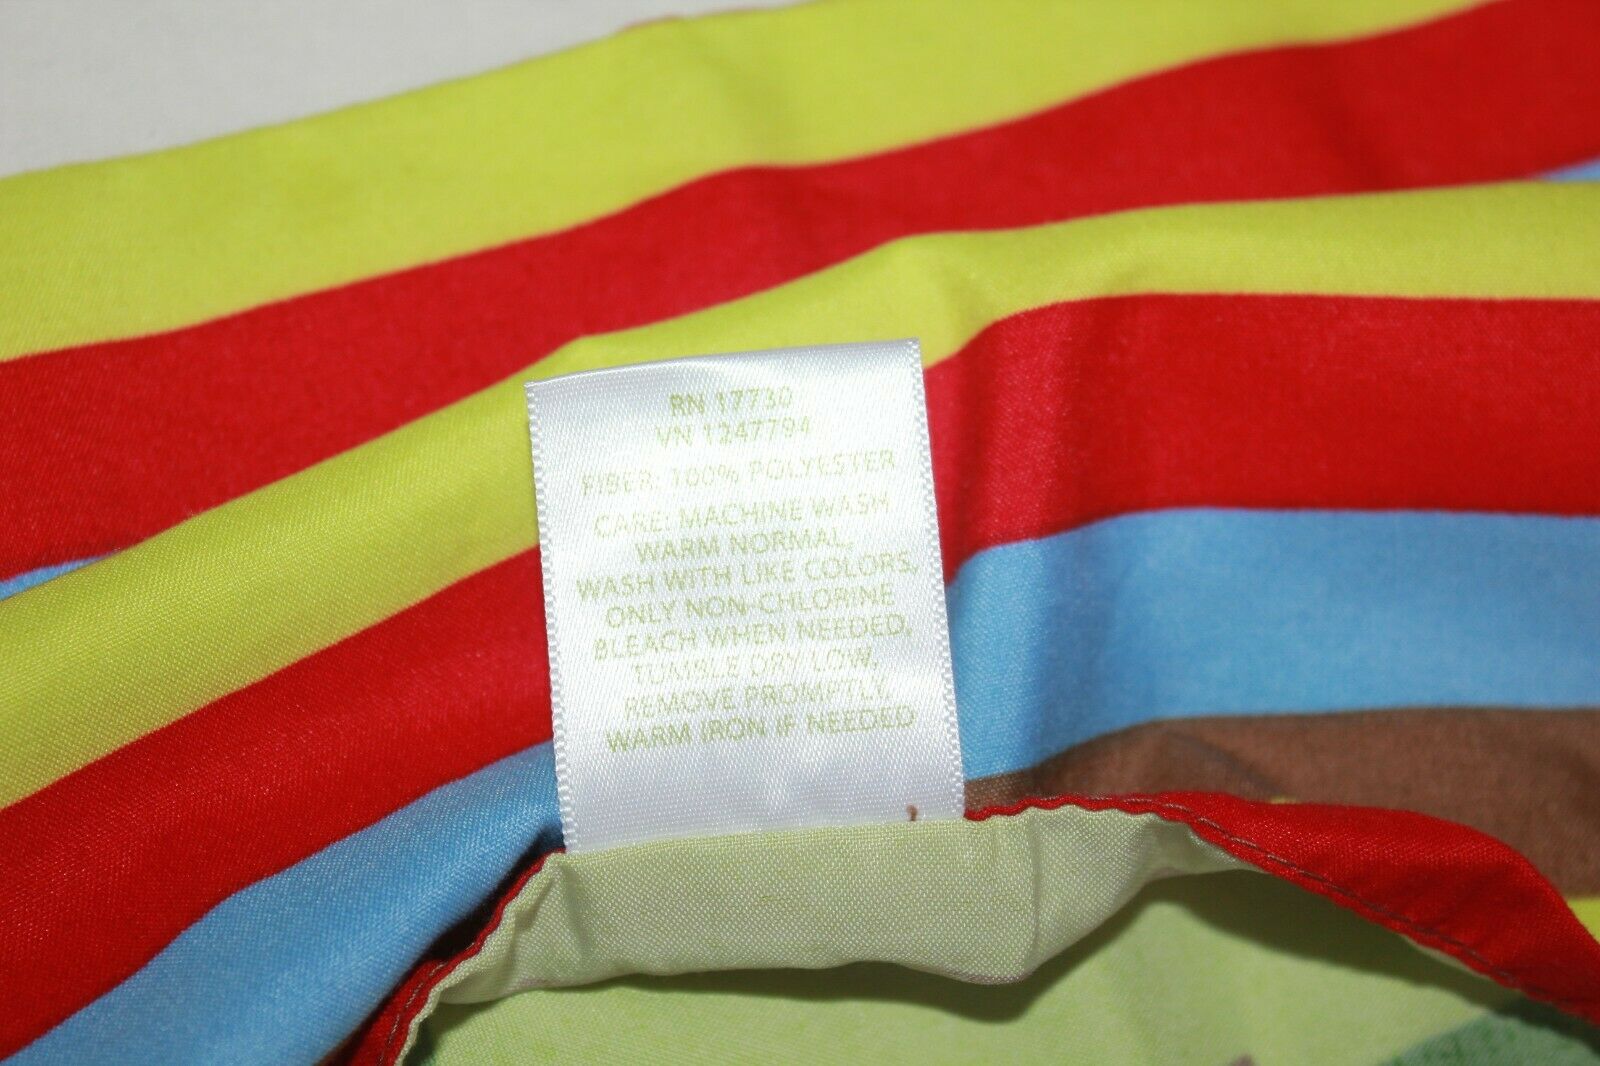 RN 17730
VN 1247794
FIBER: 100% POLYESTER
CARE: MACHINE WASH
WARM NORMAL,
WASH WITH LIKE COLORS,
ONLY NON-CHLORINE
BLEACH WHEN NEEDED,
TUMBLE DRY LOW,
REMOVE PROMPTLY,
WARM IRON IF NEEDED